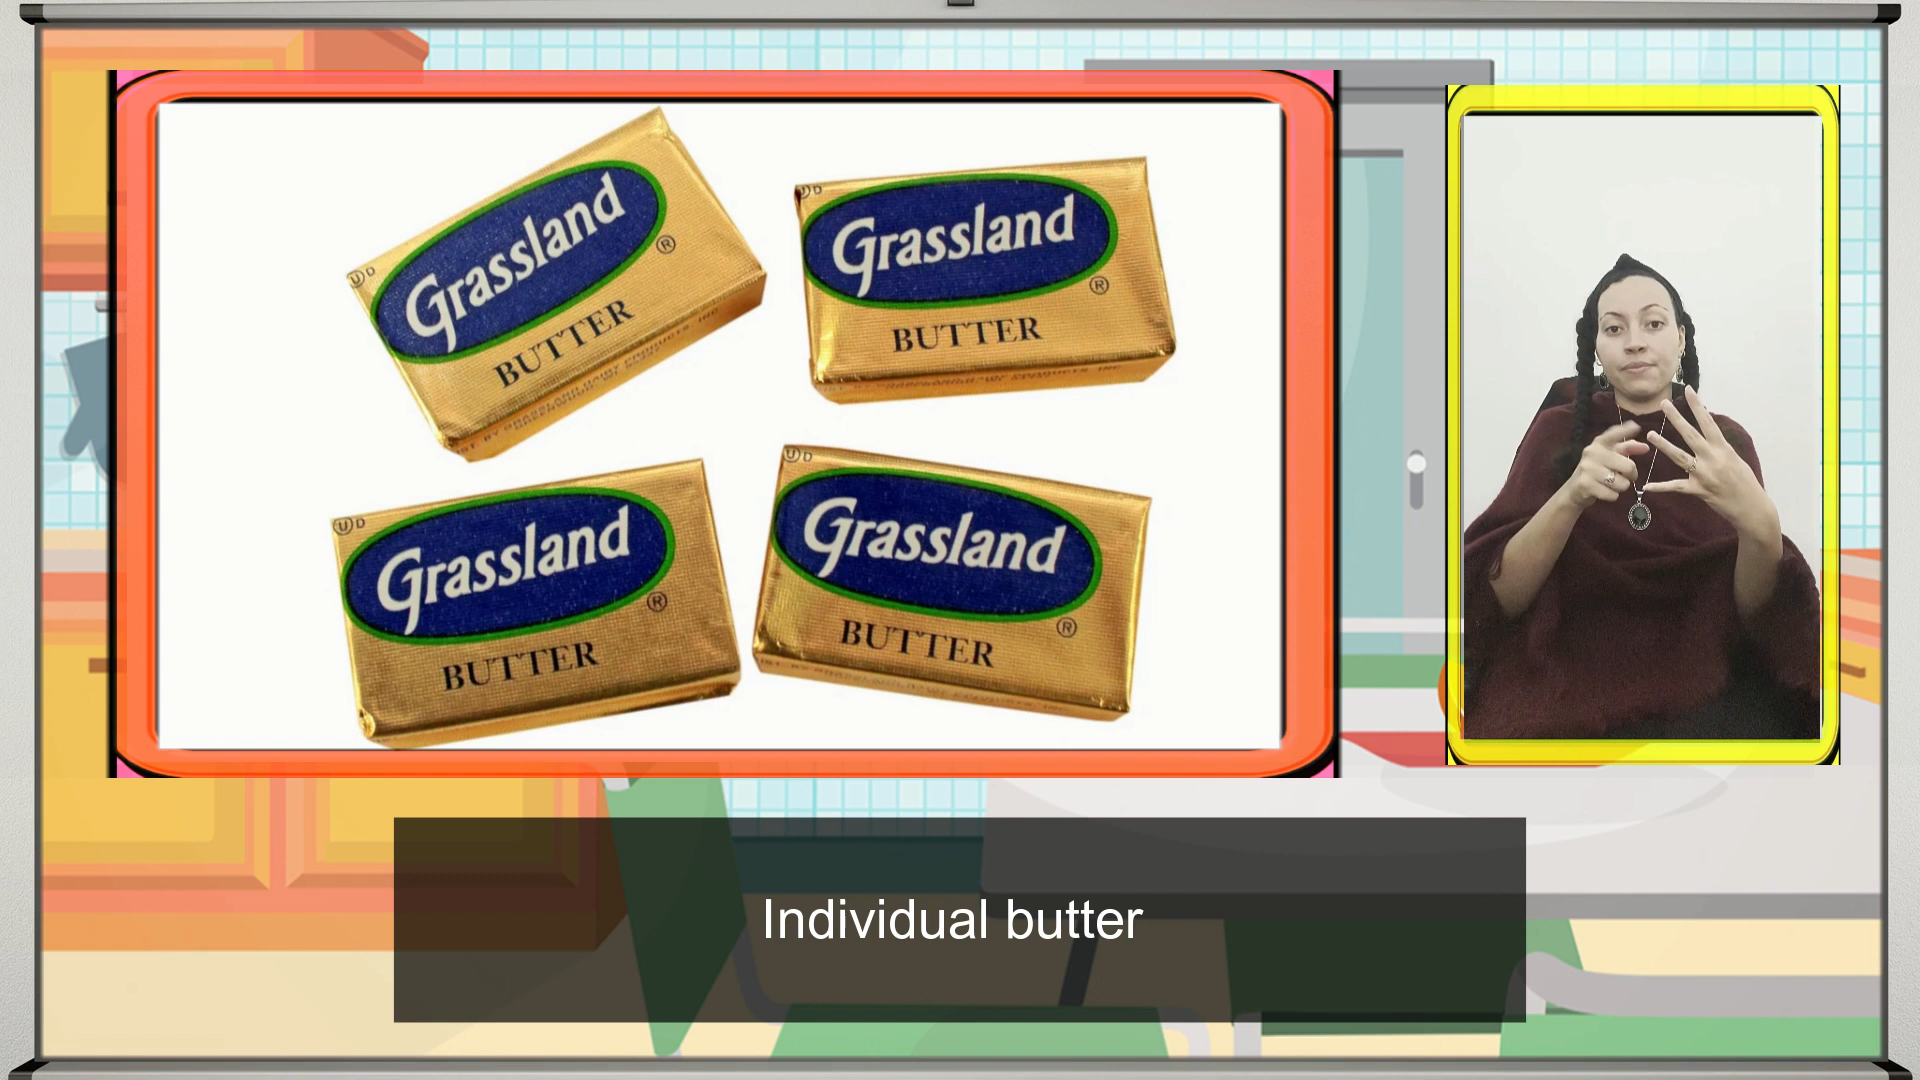 Grassland
®
BUTTER
U D
Grassland
®
BUTTER
U D
Grassland
®
BUTTER
U D
Grassland
®
BUTTER
Individual butter